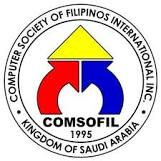 COMPUTER SOCIETY OF FILIPINOS INTERNATIONAL INC.
COMSOFIL
1995
• KINGDOM OF SAUDI ARABIA •